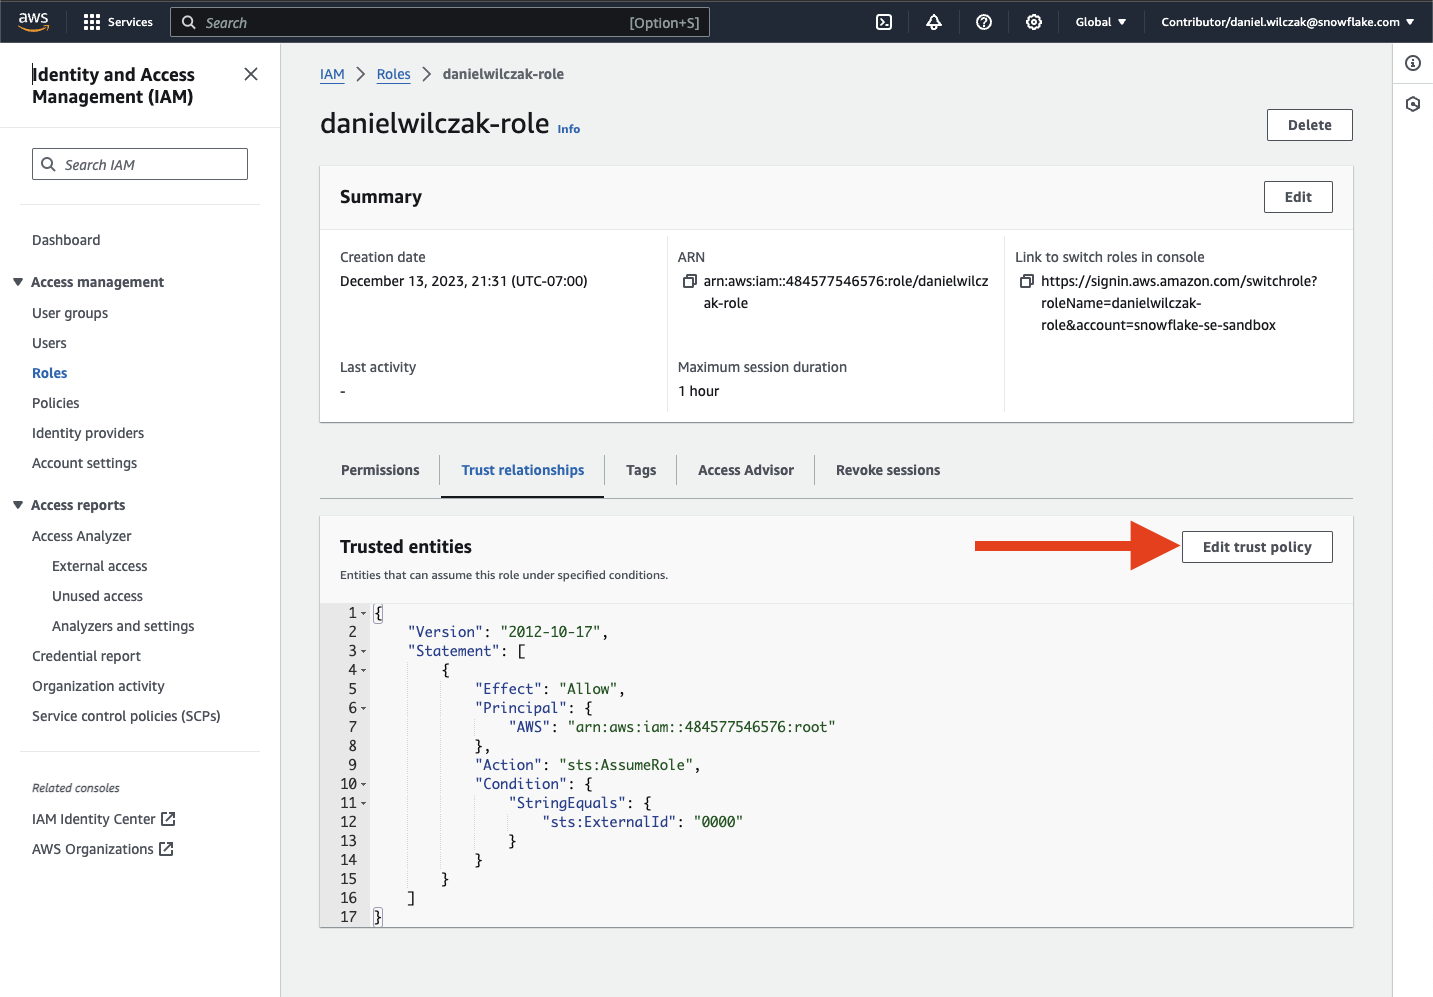 aws
Services
Search
[Option+S]
Global
Contributor/daniel.wilczak@snowflake.com
Identity and Access
Management (IAM)
Search IAM
Dashboard
Access management
User groups
Users
Roles
Policies
Identity providers
Account settings
Access reports
Access Analyzer
External access
Unused access
Analyzers and settings
Credential report
Organization activity
Service control policies (SCPs)
Related consoles
IAM Identity Center
AWS Organizations
IAM > Roles > danielwilczak-role
danielwilczak-role Info
Delete
Summary
Edit
Creation date
December 13, 2023, 21:31 (UTC-07:00)
ARN
arn:aws:iam::484577546576:role/danielwilcz
ak-role
Link to switch roles in console
https://signin.aws.amazon.com/switchrole?
roleName=danielwilczak-
role&account=snowflake-se-sandbox
Last activity
-
Maximum session duration
1 hour
Permissions
Trust relationships
Tags
Access Advisor
Revoke sessions
Trusted entities
Edit trust policy
Entities that can assume this role under specified conditions.
1 {
2 "Version": "2012-10-17",
3 "Statement": [
4 {
5 "Effect": "Allow",
6 "Principal": {
7 "AWS": "arn:aws:iam::484577546576:root"
8 },
9 "Action": "sts:AssumeRole",
10 "Condition": {
11 "StringEquals": {
12 "sts:ExternalId": "0000"
13 }
14 }
15 }
16 ]
17 }